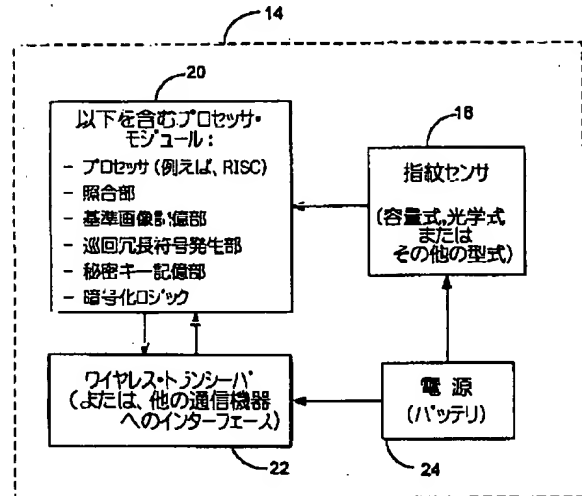 14
20
以下を含むプロセッサ・
モジュール:
- プロセッサ(例えば、RISC)
- 照合部
- 基準画像記憶部
- 巡回冗長符号発生部
- 秘密キー記憶部
- 暗号化ロジック
16
指紋センサ
(容量式,光学式
または
その他の型式)
ワイヤレス・トランシーバ
(または、他の通信機器
へのインターフェース)
22
電源
(バッテリ)
24